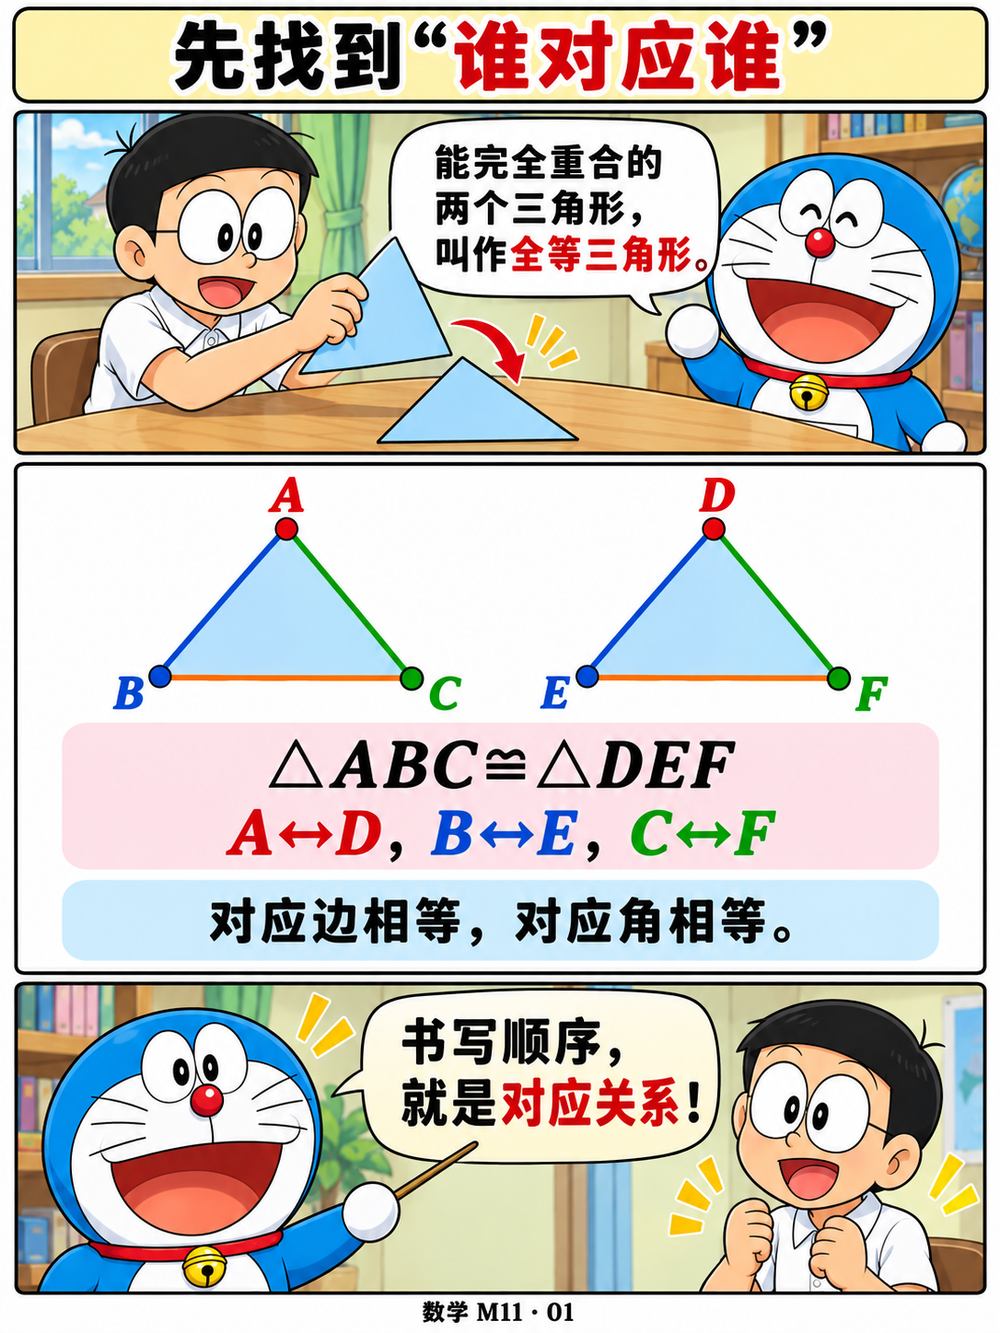 先找到“谁对应谁”
能完全重合的
两个三角形，
叫作全等三角形。
A
D
B
C
E
F
△ABC≌△DEF
A↔D，B↔E，C↔F
对应边相等，对应角相等。
书写顺序，
就是对应关系！
数学 M11 · 01